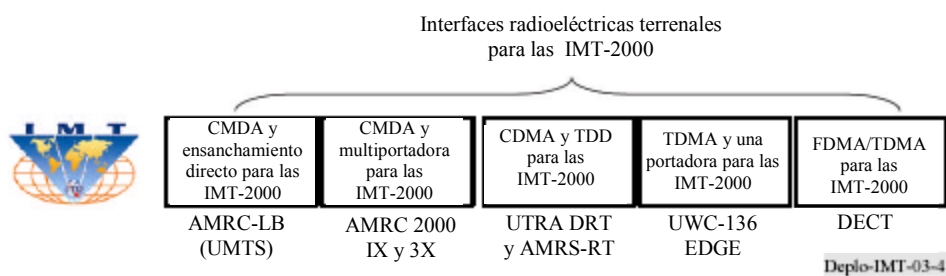 Interfaces radioeléctricas terrenales
para las IMT-2000
I M T
CMDA y
ensanchamiento
directo para las
IMT-2000
CMDA y
multiportadora
para las
IMT-2000
CDMA y TDD
para las
IMT-2000
TDMA y una
portadora para las
IMT-2000
FDMA/TDMA
para las
IMT-2000
AMRC-LB
(UMTS)
AMRC 2000
IX y 3X
UTRA DRT
y AMRS-RT
UWC-136
EDGE
DECT
Deplo-IMT-03-4